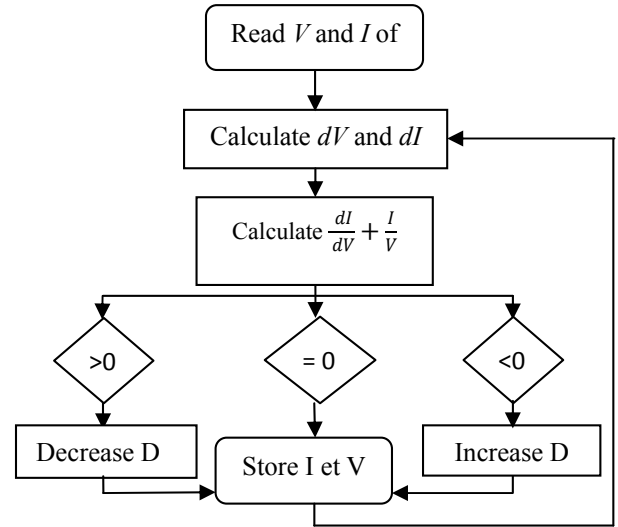 Read V and I of
Calculate dV and dI
Calculate dI/dV + I/V
>0
= 0
<0
Decrease D
Store I et V
Increase D